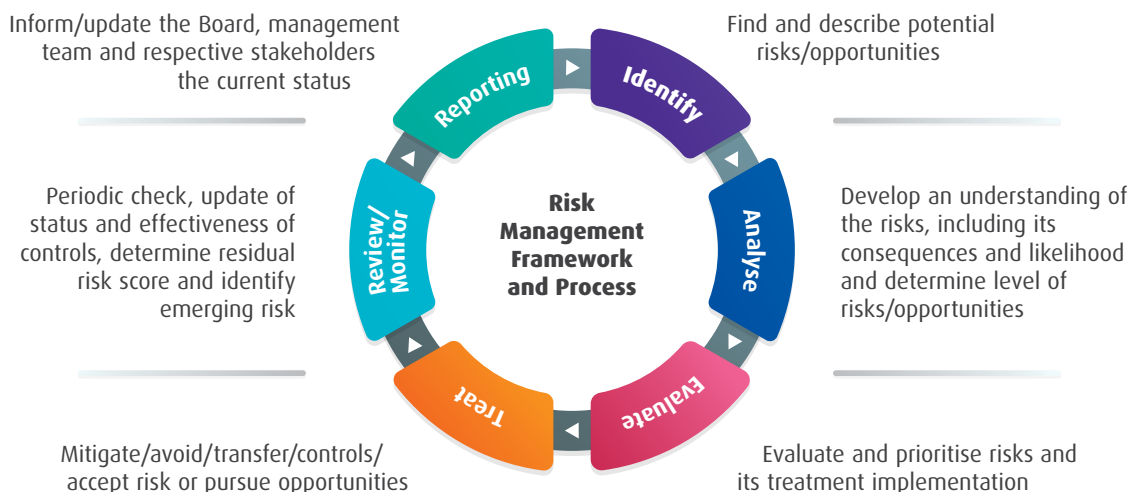 Inform/update the Board, management
team and respective stakeholders
the current status
Reporting
Identify
Find and describe potential
risks/opportunities
Periodic check, update of
status and effectiveness of
controls, determine residual
risk score and identify
emerging risk
Review/
Monitor
Risk
Management
Framework
and Process
Analyse
Develop an understanding of
the risks, including its
consequences and likelihood
and determine level of
risks/opportunities
Treat
Evaluate
Mitigate/avoid/transfer/controls/
accept risk or pursue opportunities
Evaluate and prioritise risks and
its treatment implementation